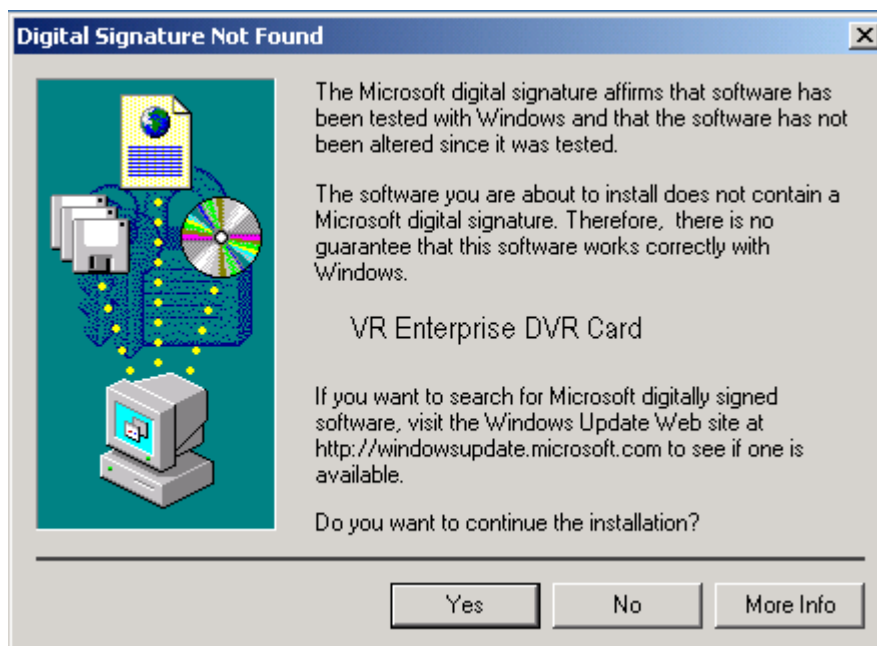 Digital Signature Not Found
The Microsoft digital signature affirms that software has
been tested with Windows and that the software has not
been altered since it was tested.
The software you are about to install does not contain a
Microsoft digital signature. Therefore,  there is no
guarantee that this software works correctly with
Windows.
VR Enterprise DVR Card
If you want to search for Microsoft digitally signed
software, visit the Windows Update Web site at
http://windowsupdate.microsoft.com to see if one is
available.
Do you want to continue the installation?
Yes No More Info